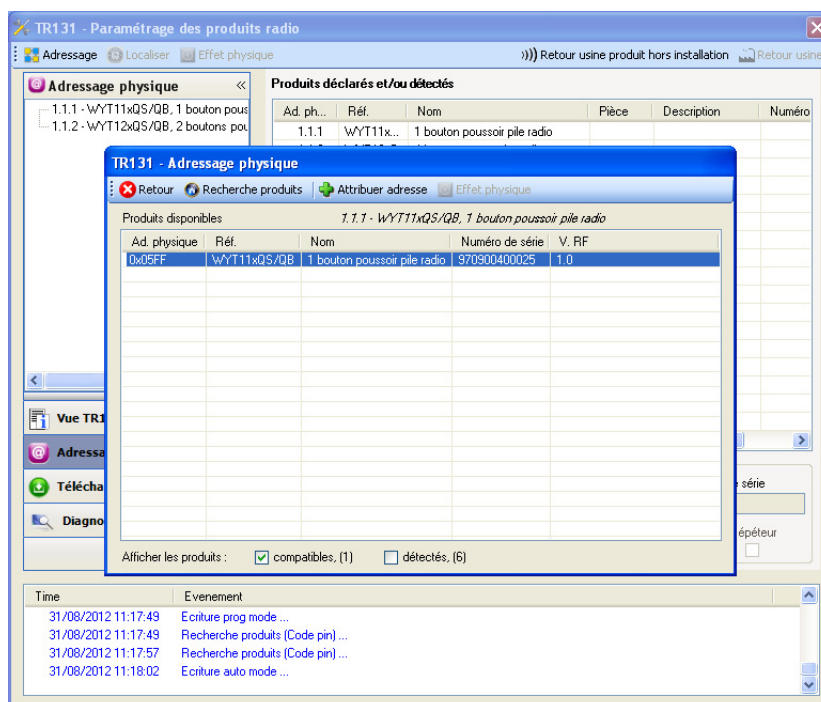 TR131 - Paramétrage des produits radio
Adressage Localiser Effet physique ))) Retour usine produit hors installation Retour usine
Adressage physique «
1.1.1 - WYT11xQS/QB, 1 bouton pous
1.1.2 - WYT12xQS/QB, 2 boutons pou
Produits déclarés et/ou détectés
Ad. ph... Réf. Nom Pièce Description Numéro
1.1.1 WYT11x... 1 bouton poussoir pile radio
TR131 - Adressage physique
Retour Recherche produits Attribuer adresse Effet physique
Produits disponibles 1.1.1 - WYT11xQS/QB, 1 bouton poussoir pile radio
Ad. physique Réf. Nom Numéro de série V. RF
0x05FF WYT11xQS/QB 1 bouton poussoir pile radio 970900400025 1.0
Afficher les produits : compatibles, (1) détectés, (6)
Vue TR1
Adressa
Télécha
Diagno
série
épéteur
Time Evenement
31/08/2012 11:17:49 Ecriture prog mode ...
31/08/2012 11:17:49 Recherche produits (Code pin) ...
31/08/2012 11:17:57 Recherche produits (Code pin) ...
31/08/2012 11:18:02 Ecriture auto mode ...